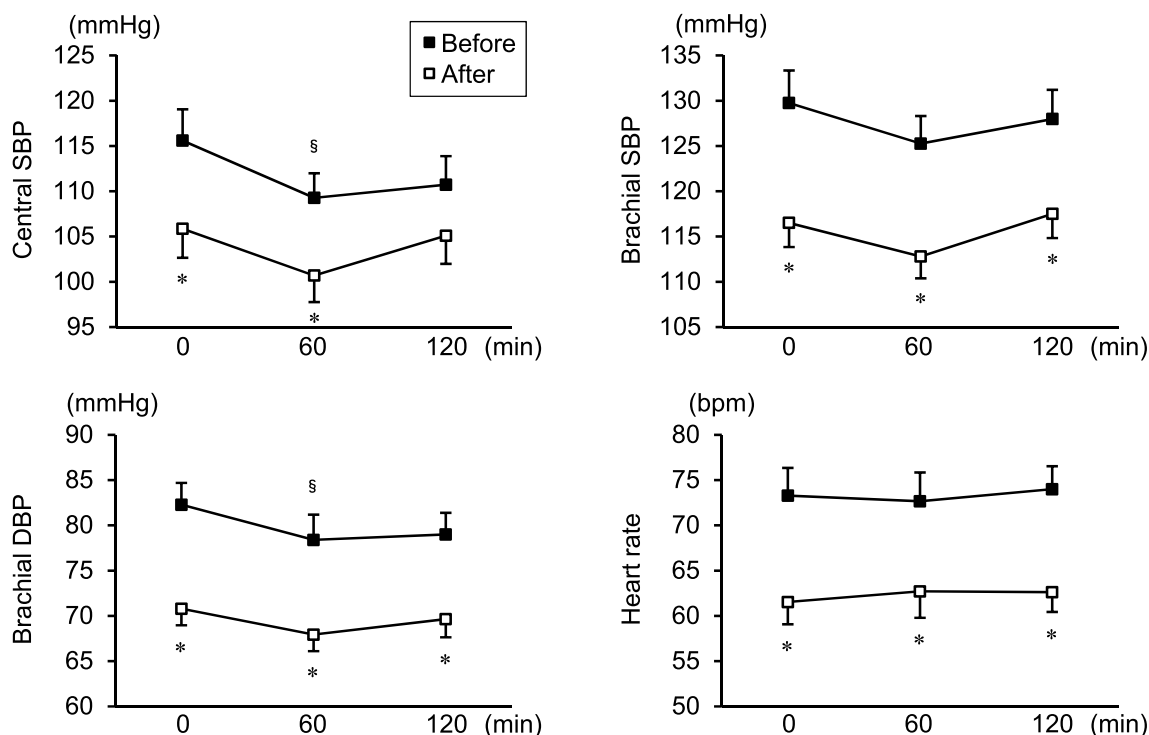 (mmHg)
Central SBP
125
120
115
110
105
100
95
Before
After
§
*
*
0 60 120 (min)
(mmHg)
Brachial SBP
135
130
125
120
115
110
105
*
*
*
0 60 120 (min)
(mmHg)
Brachial DBP
90
85
80
75
70
65
60
§
*
*
*
0 60 120 (min)
(bpm)
Heart rate
80
75
70
65
60
55
50
*
*
*
0 60 120 (min)